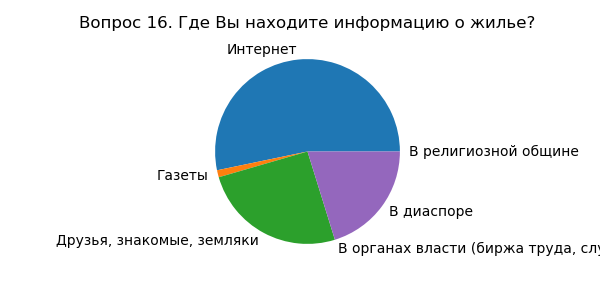 Вопрос 16. Где Вы находите информацию о жилье?
Интернет
В религиозной общине
Газеты
В диаспоре
Друзья, знакомые, земляки
В органах власти (биржа труда,